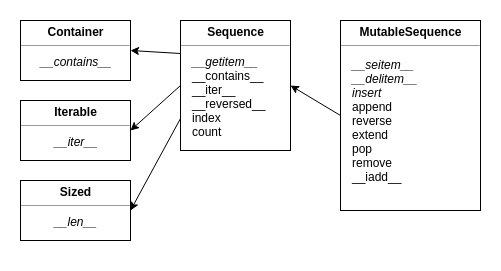 Container
__contains__
Iterable
__iter__
Sized
__len__
Sequence
__getitem__
__contains__
__iter__
__reversed__
index
count
MutableSequence
__seitem__
__delitem__
insert
append
reverse
extend
pop
remove
__iadd__